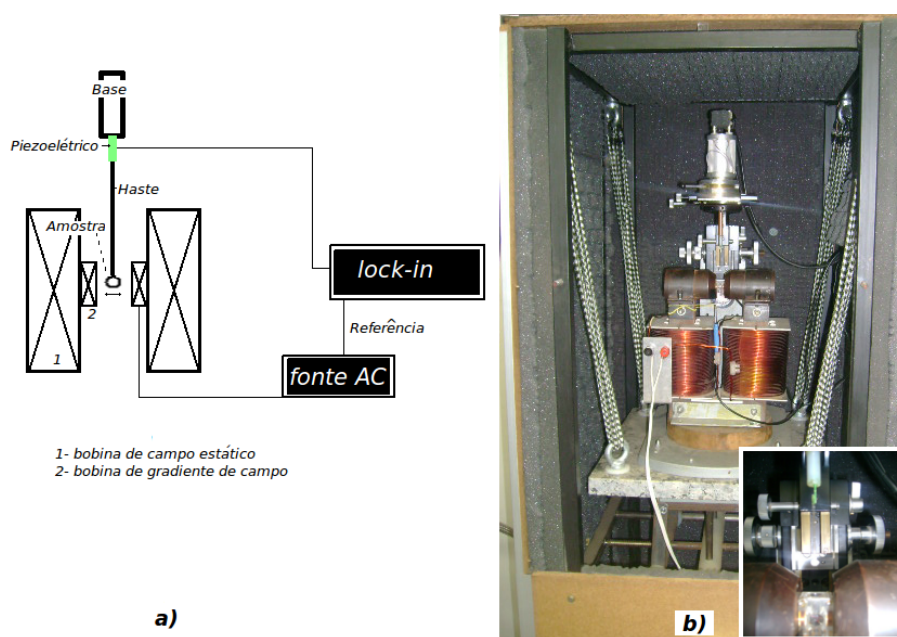 Base
Piezoelétrico
Haste
Amostra
2
1
lock-in
Referência
fonte AC
1- bobina de campo estático
2- bobina de gradiente de campo
a)
b)